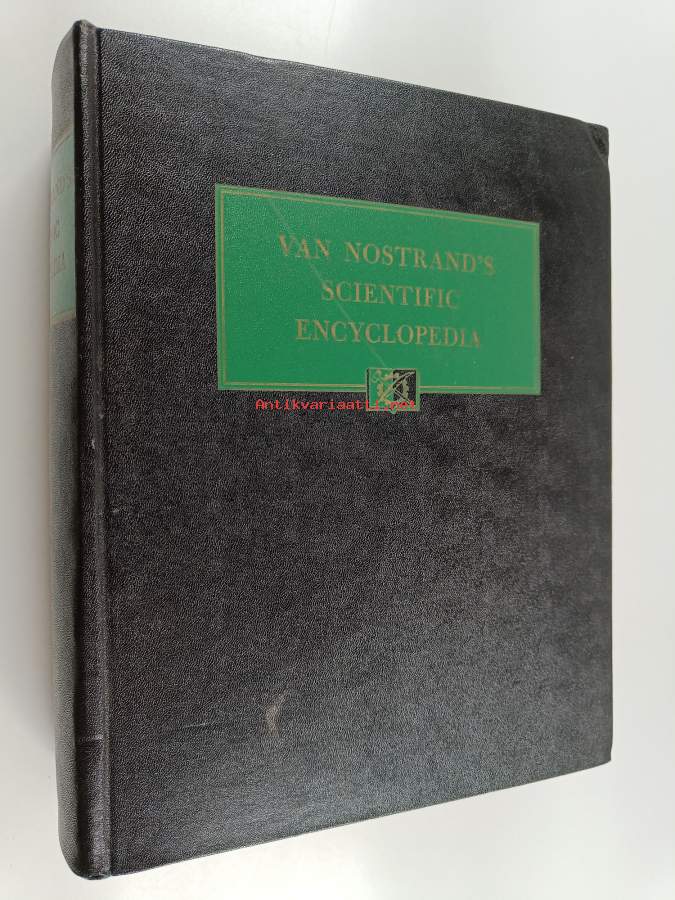 VAN NOSTRAND'S
SCIENTIFIC
ENCYCLOPEDIA
Antikvariaatti.net